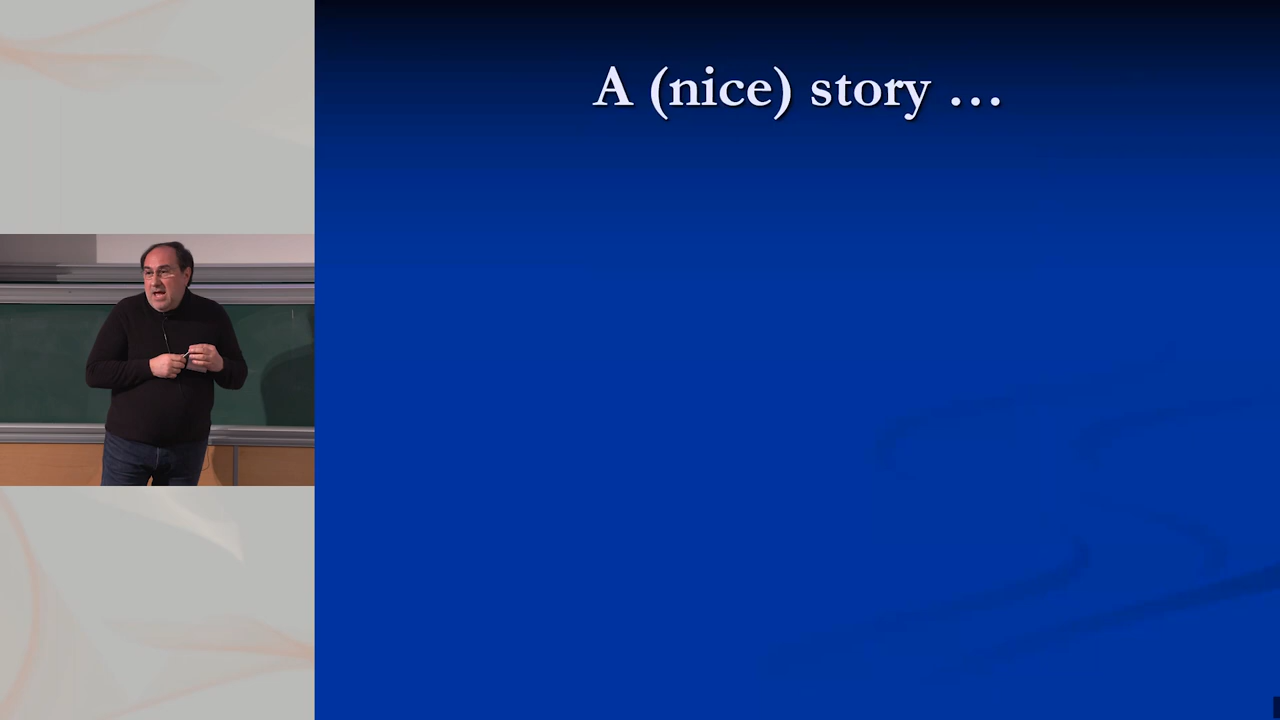 A (nice) story …